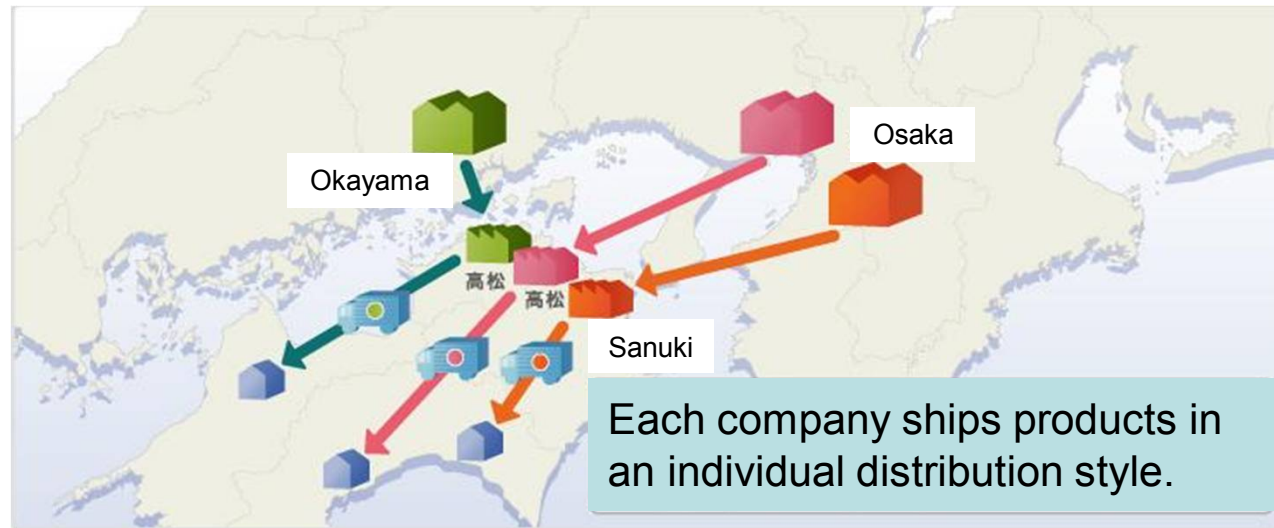 Osaka
Okayama
高松
高松
Sanuki
Each company ships products in
an individual distribution style.